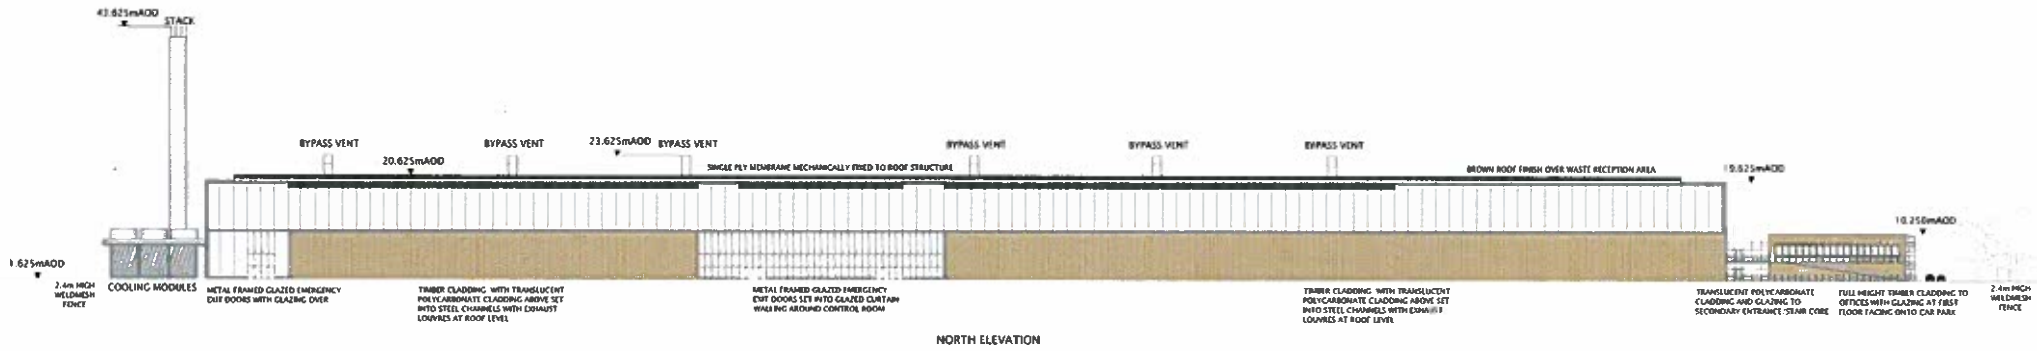 43.625mAOD
STACK
BYPASS VENT
20.625mAOD
BYPASS VENT
23.625mAOD
BYPASS VENT
SINGLE PLY MEMBRANE MECHANICALLY FIXED TO ROOF STRUCTURE
BYPASS VENT
BYPASS VENT
BYPASS VENT
BROWN ROOF FINISH OVER WASTE RECEPTION AREA
19.625mAOD
10.250mAOD
1.625mAOD
2.4m HIGH
WELDMESH
FENCE
COOLING MODULES
METAL FRAMED GLAZED EMERGENCY
EXIT DOORS WITH GLAZING OVER
TIMBER CLADDING WITH TRANSLUCENT
POLYCARBONATE CLADDING ABOVE SET
INTO STEEL CHANNELS WITH EXHAUST
LOUVRES AT ROOF LEVEL
METAL FRAMED GLAZED EMERGENCY
EXIT DOORS SET INTO GLAZED CURTAIN
WALLING AROUND CONTROL ROOM
TIMBER CLADDING WITH TRANSLUCENT
POLYCARBONATE CLADDING ABOVE SET
INTO STEEL CHANNELS WITH EXHAUST
LOUVRES AT ROOF LEVEL
TRANSLUCENT POLYCARBONATE
CLADDING AND GLAZING TO
SECONDARY ENTRANCE/STAIR CORE
FULL HEIGHT TIMBER CLADDING TO
OFFICES WITH GLAZING AT FIRST
FLOOR FACING ONTO CAR PARK
2.4m HIGH
WELDMESH
FENCE
NORTH ELEVATION